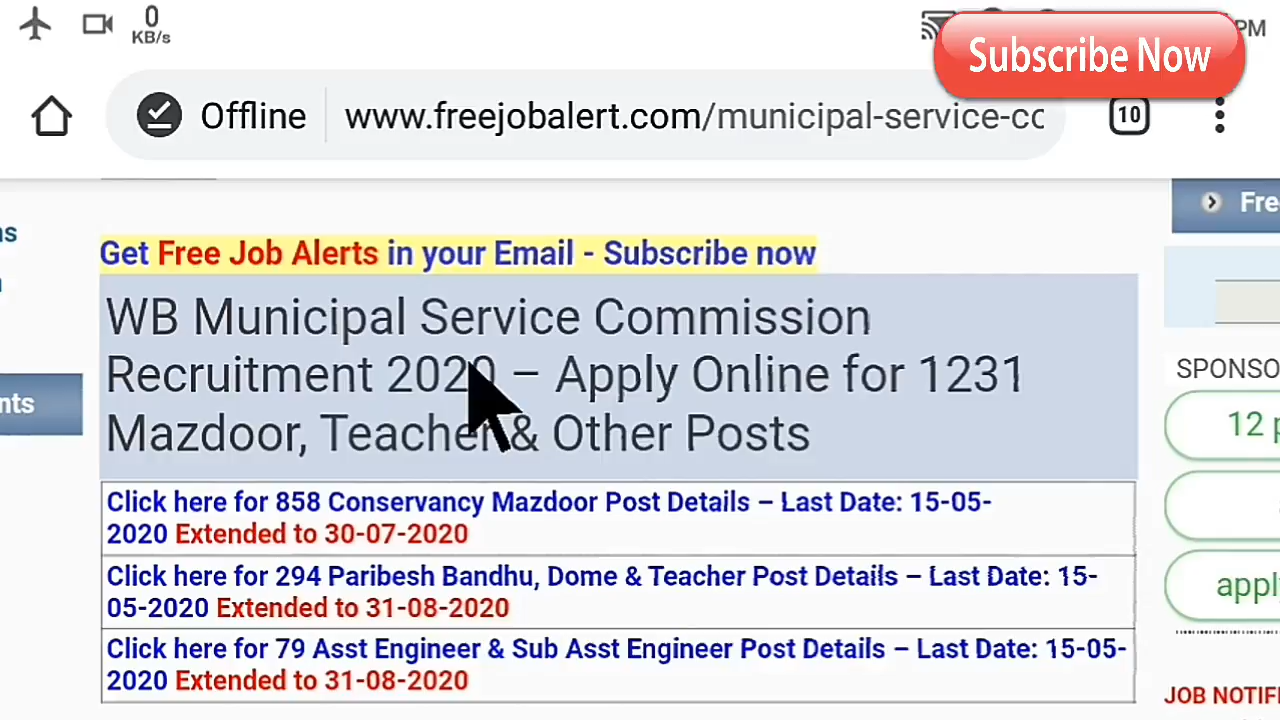 0
KB/s
PM
Subscribe Now
Offline
www.freejobalert.com/municipal-service-cc
10
Free
Get Free Job Alerts in your Email - Subscribe now
WB Municipal Service Commission
Recruitment 2020 – Apply Online for 1231
Mazdoor, Teacher & Other Posts
nts
SPONSO
12 p
Click here for 858 Conservancy Mazdoor Post Details – Last Date: 15-05-
2020 Extended to 30-07-2020
Click here for 294 Paribesh Bandhu, Dome & Teacher Post Details – Last Date: 15-
05-2020 Extended to 31-08-2020
apply
Click here for 79 Asst Engineer & Sub Asst Engineer Post Details – Last Date: 15-05-
2020 Extended to 31-08-2020
JOB NOTIF